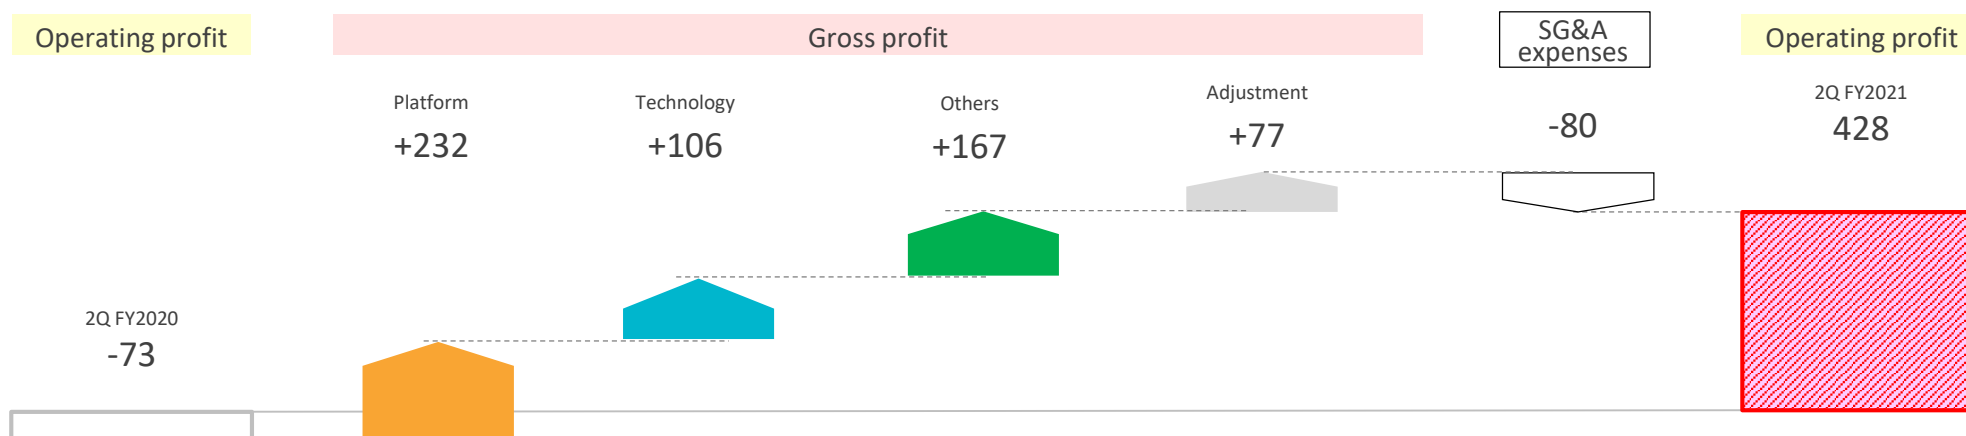 Operating profit
Gross profit
SG&A
expenses
Operating profit
Platform
+232
Technology
+106
Others
+167
Adjustment
+77
-80
2Q FY2021
428
2Q FY2020
-73